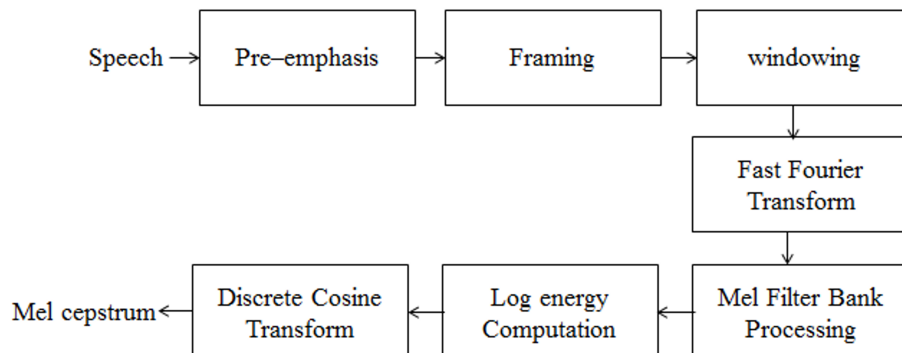 Speech
Pre–emphasis
Framing
windowing
Fast Fourier
Transform
Mel Filter Bank
Processing
Log energy
Computation
Discrete Cosine
Transform
Mel cepstrum